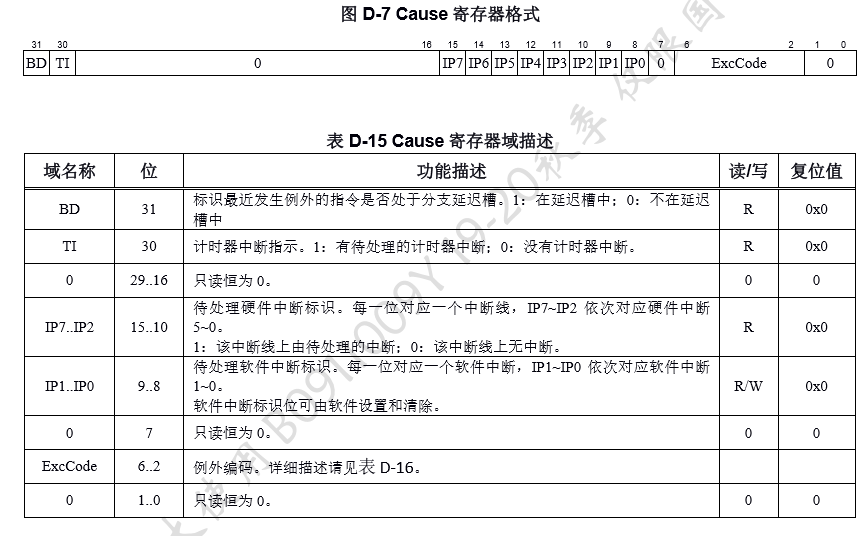 图 D-7 Cause 寄存器格式
31 30 16 15 14 13 12 11 10 9 8 7 6 2 1 0
BD TI 0 IP7 IP6 IP5 IP4 IP3 IP2 IP1 IP0 0 ExcCode 0
表 D-15 Cause 寄存器域描述
域名称 位 功能描述 读/写 复位值
BD 31 标识最近发生例外的指令是否处于分支延迟槽。1：在延迟槽中；0：不在延迟
槽中 R 0x0
TI 30 计时器中断指示。1：有待处理的计时器中断；0：没有计时器中断。 R 0x0
0 29..16 只读恒为 0。 0 0
IP7..IP2 15..10 待处理硬件中断标识。每一位对应一个中断线，IP7~IP2 依次对应硬件中断
5~0。 R 0x0
1：该中断线上由待处理的中断；0：该中断线上无中断。
IP1..IP0 9..8 待处理软件中断标识。每一位对应一个软件中断，IP1~IP0 依次对应软件中断
1~0。 R/W 0x0
软件中断标识位可由软件设置和清除。
0 7 只读恒为 0。 0 0
ExcCode 6..2 例外编码。详细描述请见表 D-16。
0 1..0 只读恒为 0。 0 0
大使用 B0911009Y 19-20秋季 仅限国